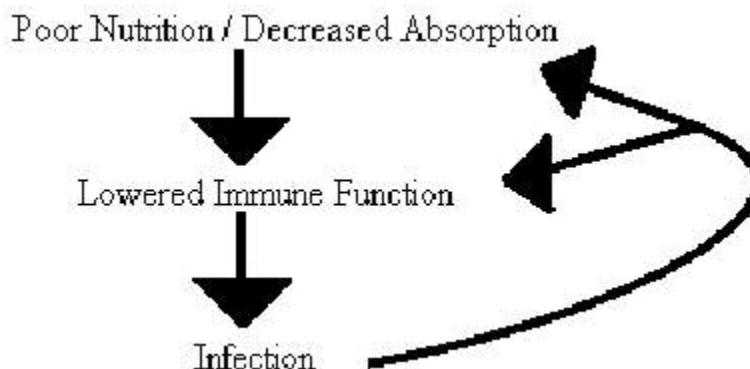 Poor Nutrition / Decreased Absorption
Lowered Immune Function
Infection